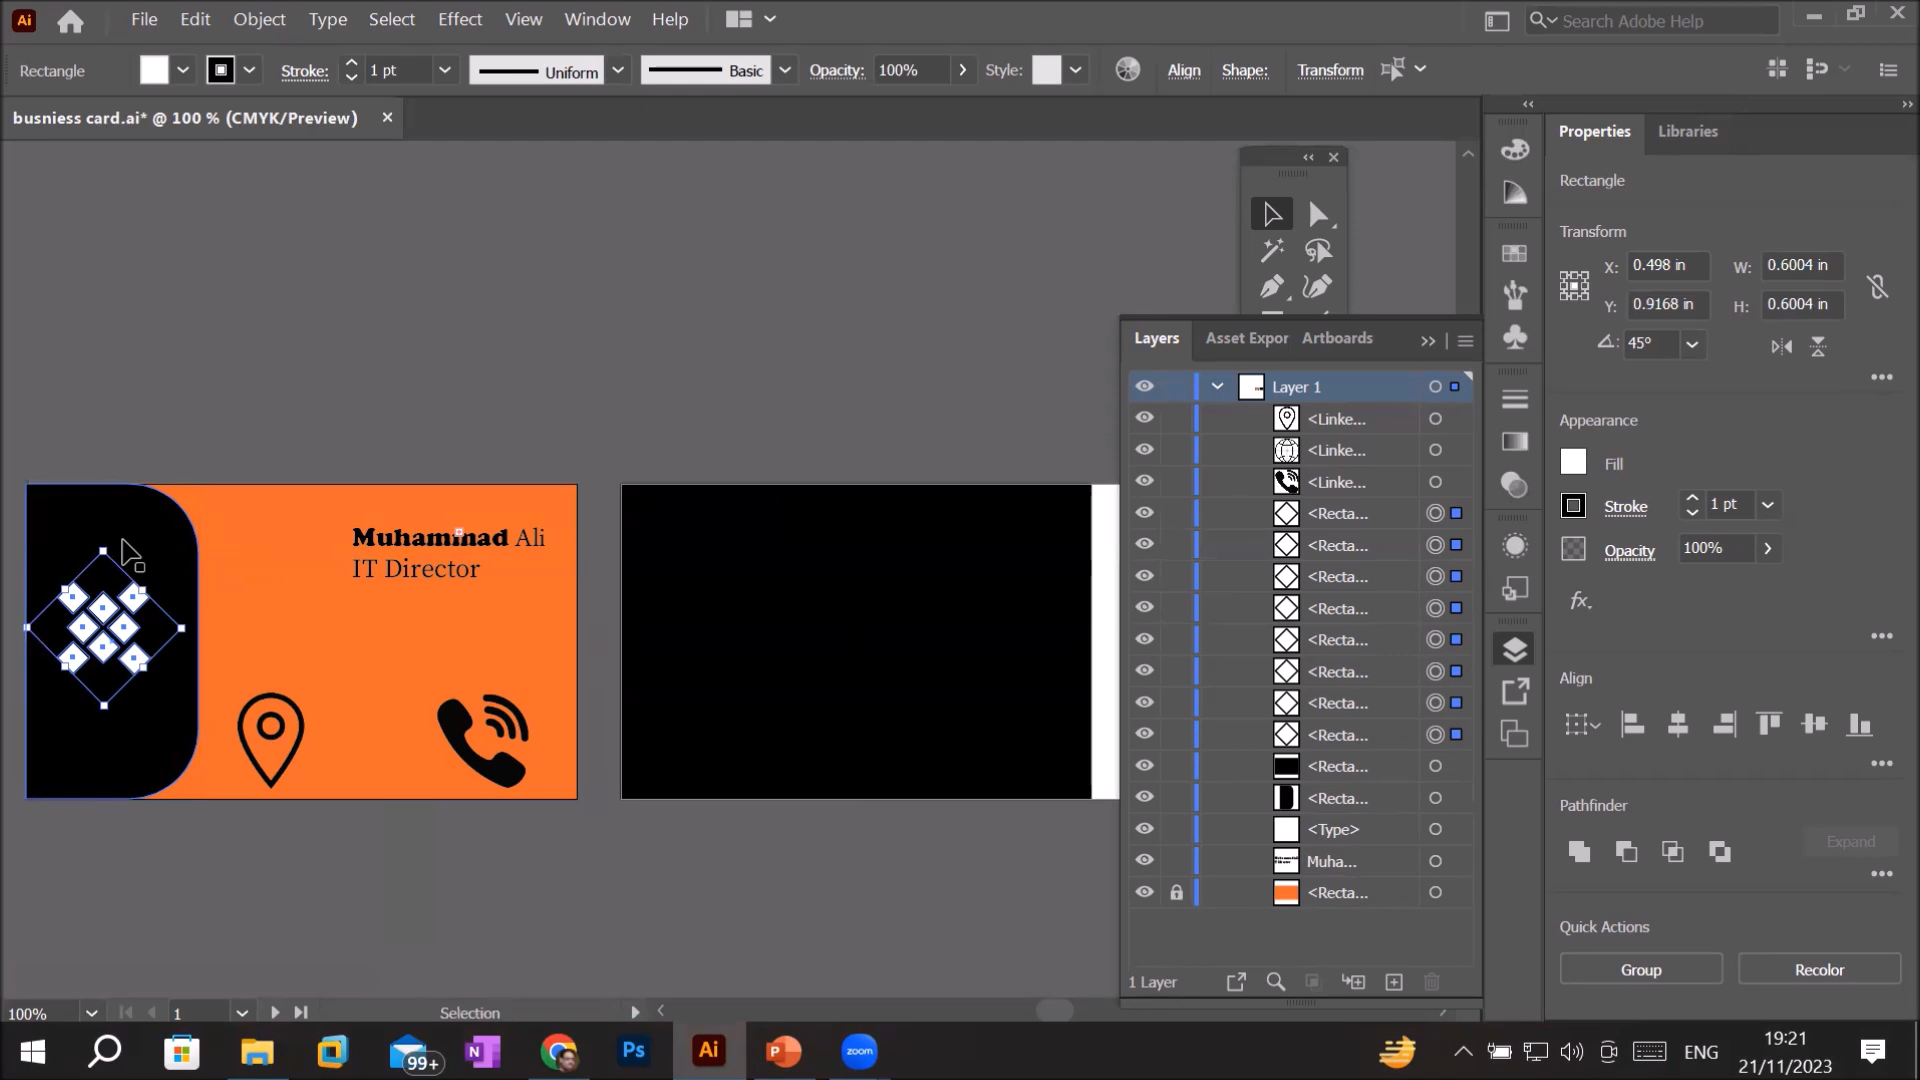 Ai File Edit Object Type Select Effect View Window Help Search Adobe Help
Rectangle Stroke: 1 pt Uniform Basic Opacity: 100% Style: Align Shape: Transform
busniess card.ai* @ 100 % (CMYK/Preview)
Muhammad Ali
IT Director
Layers Asset Expor Artboards
Layer 1
<Linke...
<Linke...
<Linke...
<Recta...
<Recta...
<Recta...
<Recta...
<Recta...
<Recta...
<Recta...
<Recta...
<Recta...
<Recta...
<Type>
Muha...
<Recta...
1 Layer
Properties Libraries
Rectangle
Transform
X: 0.498 in W: 0.6004 in
Y: 0.9168 in H: 0.6004 in
45°
Appearance
Fill
Stroke 1 pt
Opacity 100%
fx.
Align
Pathfinder
Expand
Quick Actions
Group Recolor
100% 1 Selection
99+ N Ps Ai P zoom ENG 19:21
21/11/2023